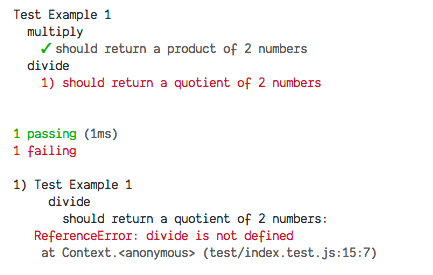 Test Example 1
multiply
✓ should return a product of 2 numbers
divide
1) should return a quotient of 2 numbers
1 passing (1ms)
1 failing
1) Test Example 1
divide
should return a quotient of 2 numbers:
ReferenceError: divide is not defined
at Context.<anonymous> (test/index.test.js:15:7)